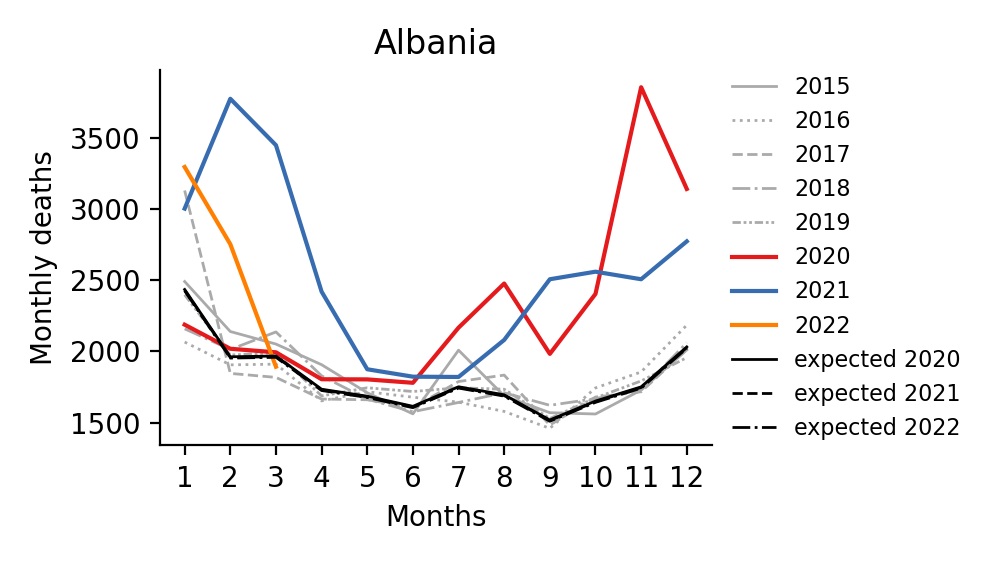 Albania
Monthly deaths
3500
3000
2500
2000
1500
1 2 3 4 5 6 7 8 9 10 11 12
Months
2015
2016
2017
2018
2019
2020
2021
2022
expected 2020
expected 2021
expected 2022